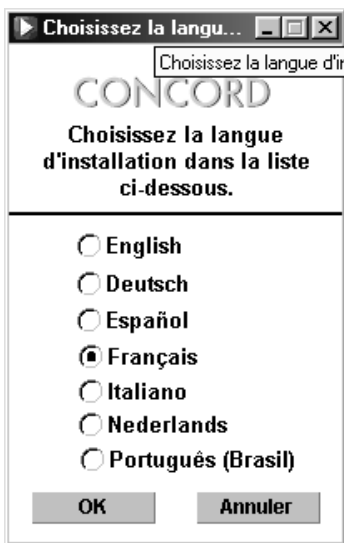 Choisissez la langu...
Choisissez la langue d'in
CONCORD
Choisissez la langue
d'installation dans la liste
ci-dessous.
English
Deutsch
Español
Français
Italiano
Nederlands
Português (Brasil)
OK Annuler